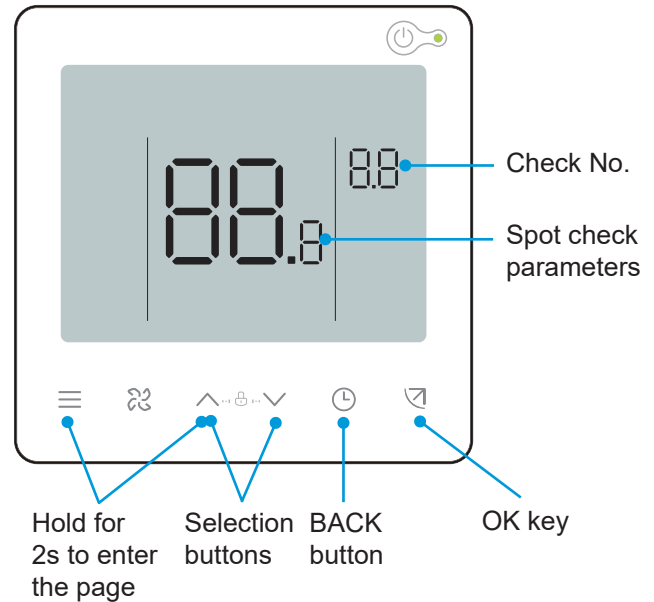 88.8
8.8
Check No.
Spot check
parameters
Hold for
2s to enter
the page
Selection
buttons
BACK
button
OK key